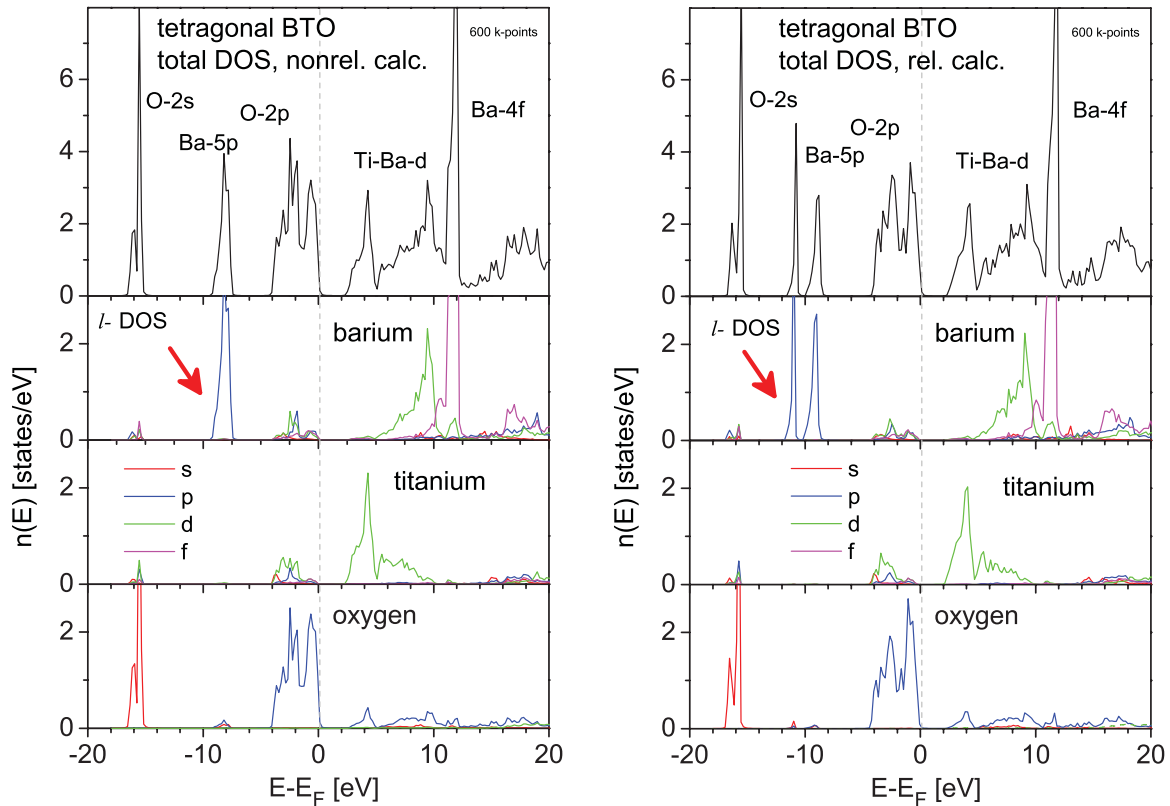 tetragonal BTO
total DOS, nonrel. calc.
600 k-points
O-2s
Ba-5p
O-2p
Ti-Ba-d
Ba-4f
6
4
2
0
l- DOS
barium
2
0
s
p
d
f
titanium
2
0
oxygen
2
0
n(E) [states/eV]
-20
-10
0
10
20
E-E_F [eV]
tetragonal BTO
total DOS, rel. calc.
600 k-points
O-2s
Ba-5p
O-2p
Ti-Ba-d
Ba-4f
6
4
2
0
l- DOS
barium
2
0
s
p
d
f
titanium
2
0
oxygen
2
0
n(E) [states/eV]
-20
-10
0
10
20
E-E_F [eV]